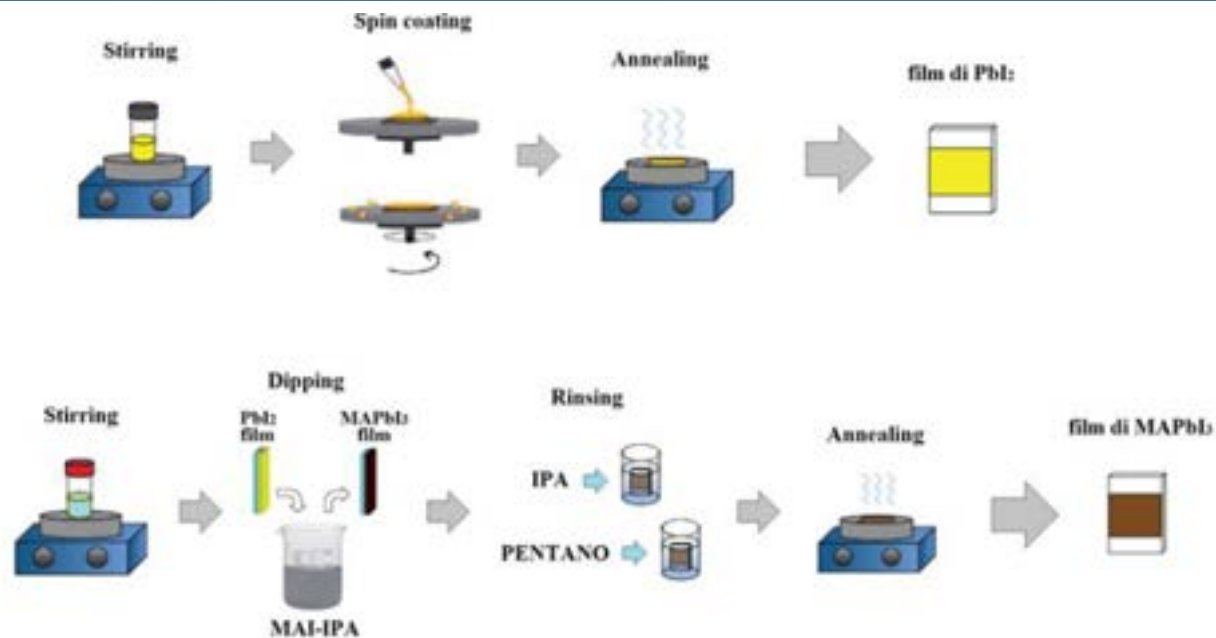 Spin coating
Stirring
Annealing
film di PbI₂
Dipping
Stirring
PbI₂
film
MAPbI₃
film
Rinsing
Annealing
film di MAPbI₃
IPA
PENTANO
MAI-IPA